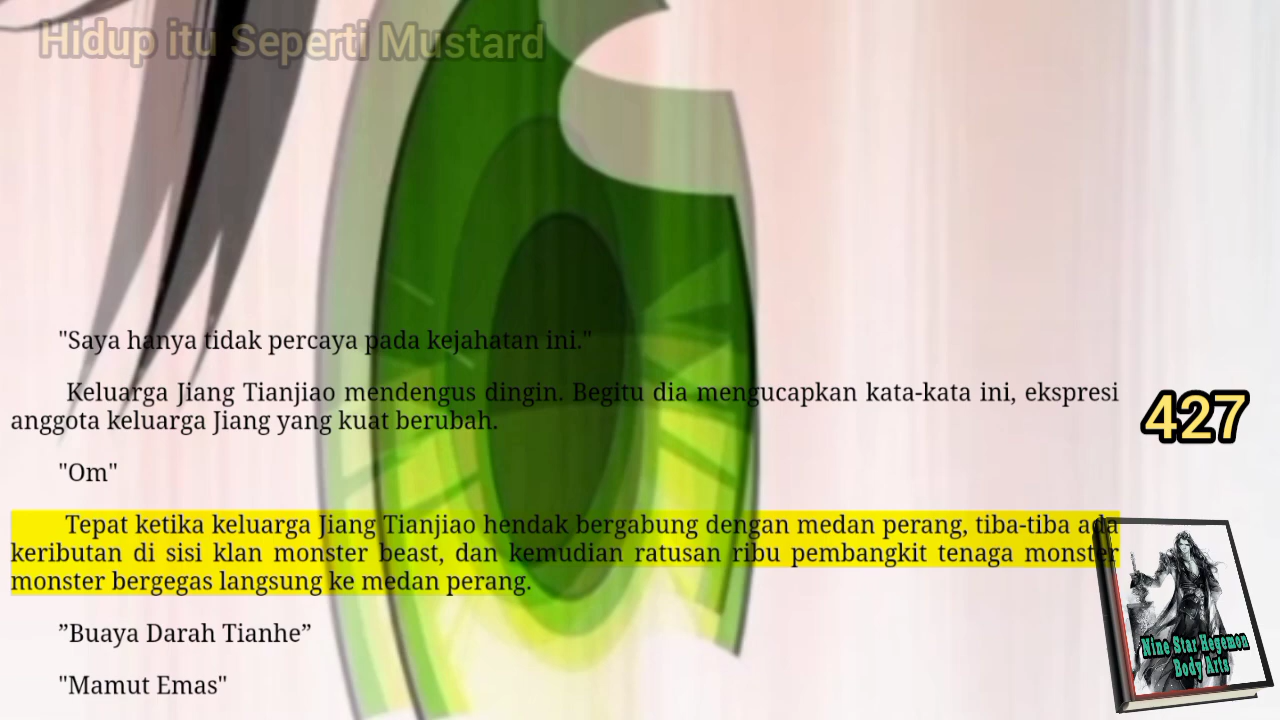 Hidup itu Seperti Mustard
"Saya hanya tidak percaya pada kejahatan ini."
Keluarga Jiang Tianjiao mendengus dingin. Begitu dia mengucapkan kata-kata ini, ekspresi
anggota keluarga Jiang yang kuat berubah.
427
"Om"
Tepat ketika keluarga Jiang Tianjiao hendak bergabung dengan medan perang, tiba-tiba ada
keributan di sisi klan monster beast, dan kemudian ratusan ribu pembangkit tenaga monster
monster bergegas langsung ke medan perang.
”Buaya Darah Tianhe”
"Mamut Emas"
Nine Star Hegemon
Body Arts